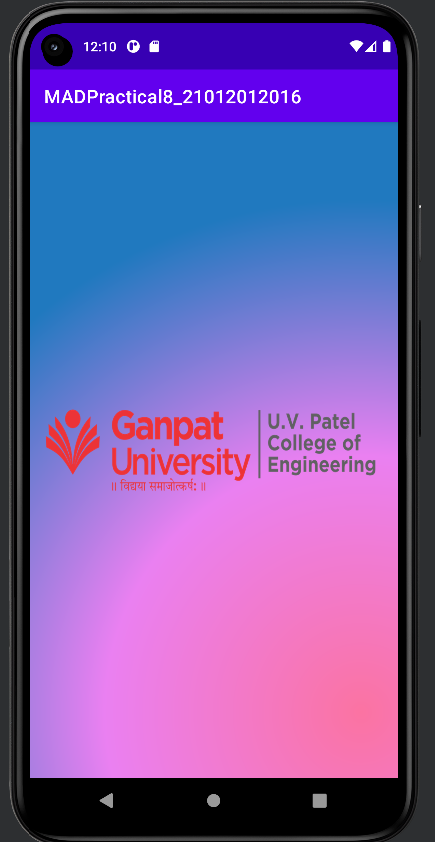 12:10
MADPractical8_21012012016
Ganpat
University
॥ विद्यया समाजोत्कर्षः ॥
U.V. Patel
College of
Engineering